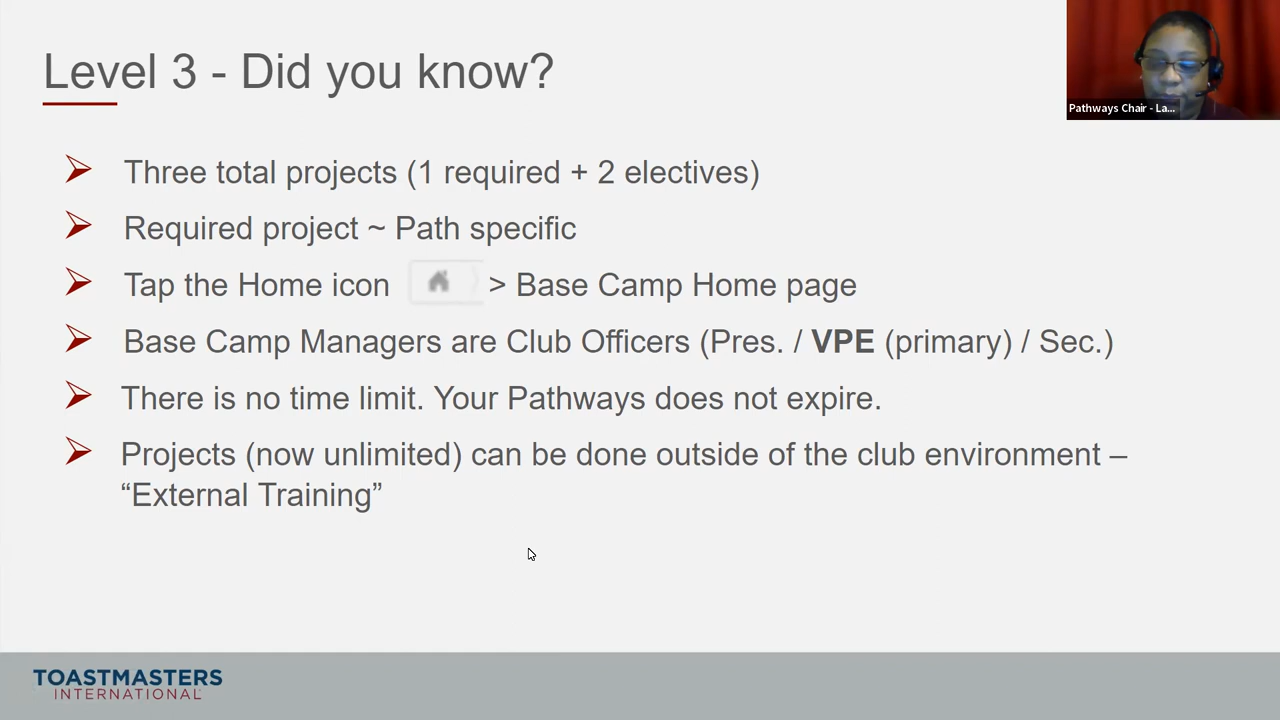 Level 3 - Did you know?
Pathways Chair - La...
Three total projects (1 required + 2 electives)
Required project ~ Path specific
Tap the Home icon > Base Camp Home page
Base Camp Managers are Club Officers (Pres. / VPE (primary) / Sec.)
There is no time limit. Your Pathways does not expire.
Projects (now unlimited) can be done outside of the club environment –
“External Training”
TOASTMASTERS
INTERNATIONAL